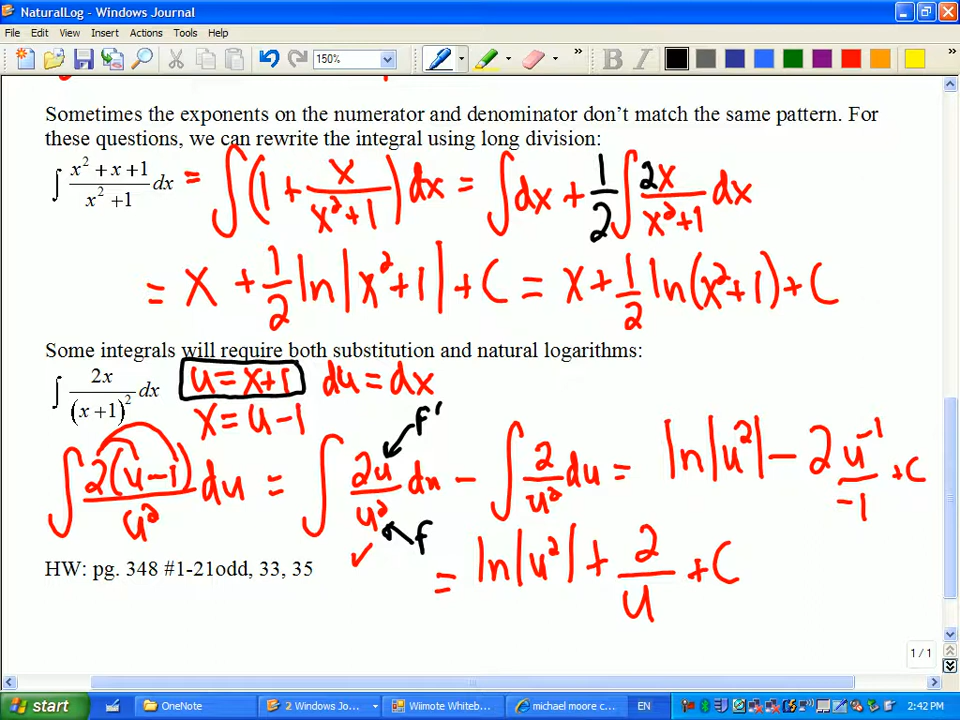 NaturalLog - Windows Journal
File Edit View Insert Actions Tools Help
150%
Sometimes the exponents on the numerator and denominator don't match the same pattern. For
these questions, we can rewrite the integral using long division:
∫ (x² + x + 1)/(x² + 1) dx = ∫(1 + x/(x²+1)) dx = ∫dx + 1/2 ∫ 2x/(x²+1) dx
= x + 1/2 ln|x²+1| + C = x + 1/2 ln(x²+1) + C
Some integrals will require both substitution and natural logarithms:
∫ 2x/(x+1)² dx u = x+1 du = dx
x = u-1
f'
∫ 2(u-1)/u² du = ∫ 2u/u² du - ∫ 2/u² du = ln|u²| - 2 u⁻¹/-1 + C
f
✓
HW: pg. 348 #1-21odd, 33, 35 = ln|u²| + 2/u + C
1 / 1
start OneNote 2 Windows Jo... Wiimote Whiteb... michael moore c... EN 2:42 PM